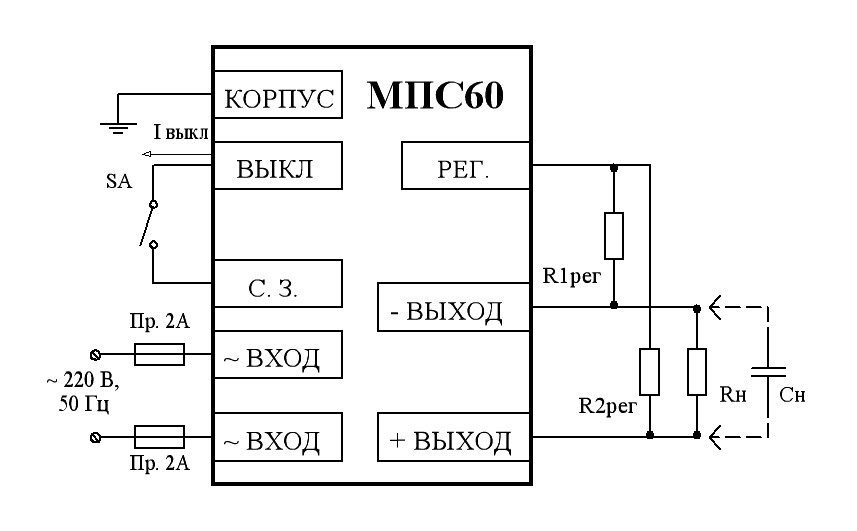 МПС60
КОРПУС
I выкл
ВЫКЛ
РЕГ.
SA
R1рег
С. З.
- ВЫХОД
Пр. 2А
~ ВХОД
~ 220 В,
50 Гц
R2рег
Rн
Cн
~ ВХОД
+ ВЫХОД
Пр. 2А